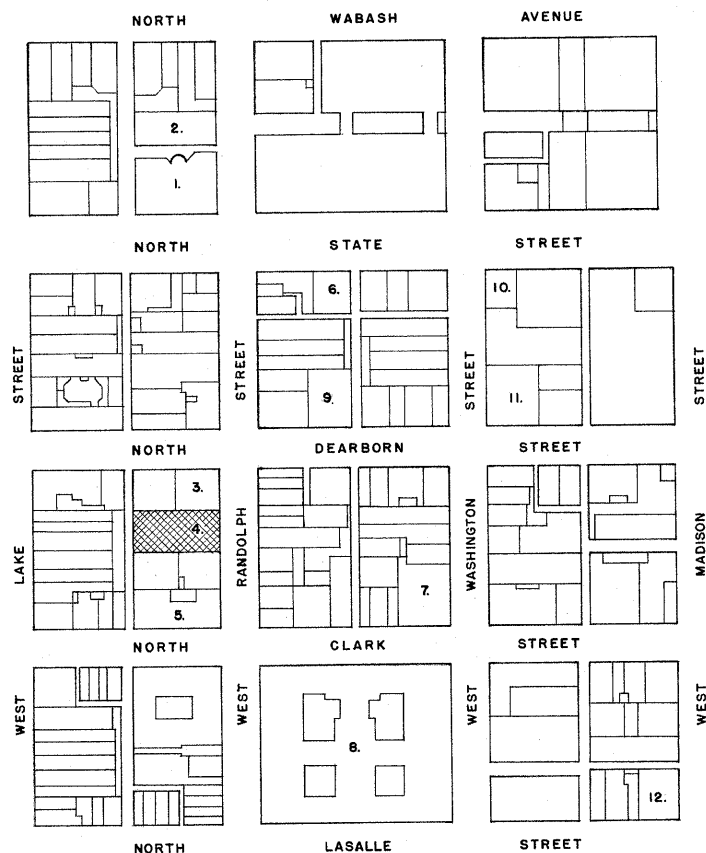 NORTH WABASH AVENUE
2.
1.
NORTH STATE STREET
6.
10.
STREET
STREET
STREET
STREET
9.
11.
NORTH DEARBORN STREET
3.
4.
LAKE
RANDOLPH
WASHINGTON
MADISON
5.
7.
NORTH CLARK STREET
WEST
WEST
WEST
WEST
8.
12.
NORTH LASALLE STREET